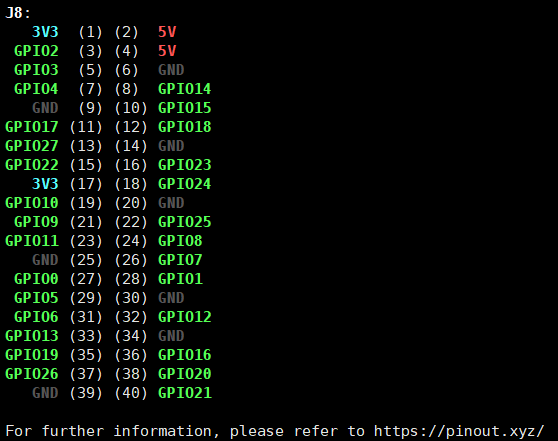 J8:
3V3 (1) (2) 5V
GPIO2 (3) (4) 5V
GPIO3 (5) (6) GND
GPIO4 (7) (8) GPIO14
GND (9) (10) GPIO15
GPIO17 (11) (12) GPIO18
GPIO27 (13) (14) GND
GPIO22 (15) (16) GPIO23
3V3 (17) (18) GPIO24
GPIO10 (19) (20) GND
GPIO9 (21) (22) GPIO25
GPIO11 (23) (24) GPIO8
GND (25) (26) GPIO7
GPIO0 (27) (28) GPIO1
GPIO5 (29) (30) GND
GPIO6 (31) (32) GPIO12
GPIO13 (33) (34) GND
GPIO19 (35) (36) GPIO16
GPIO26 (37) (38) GPIO20
GND (39) (40) GPIO21
For further information, please refer to https://pinout.xyz/